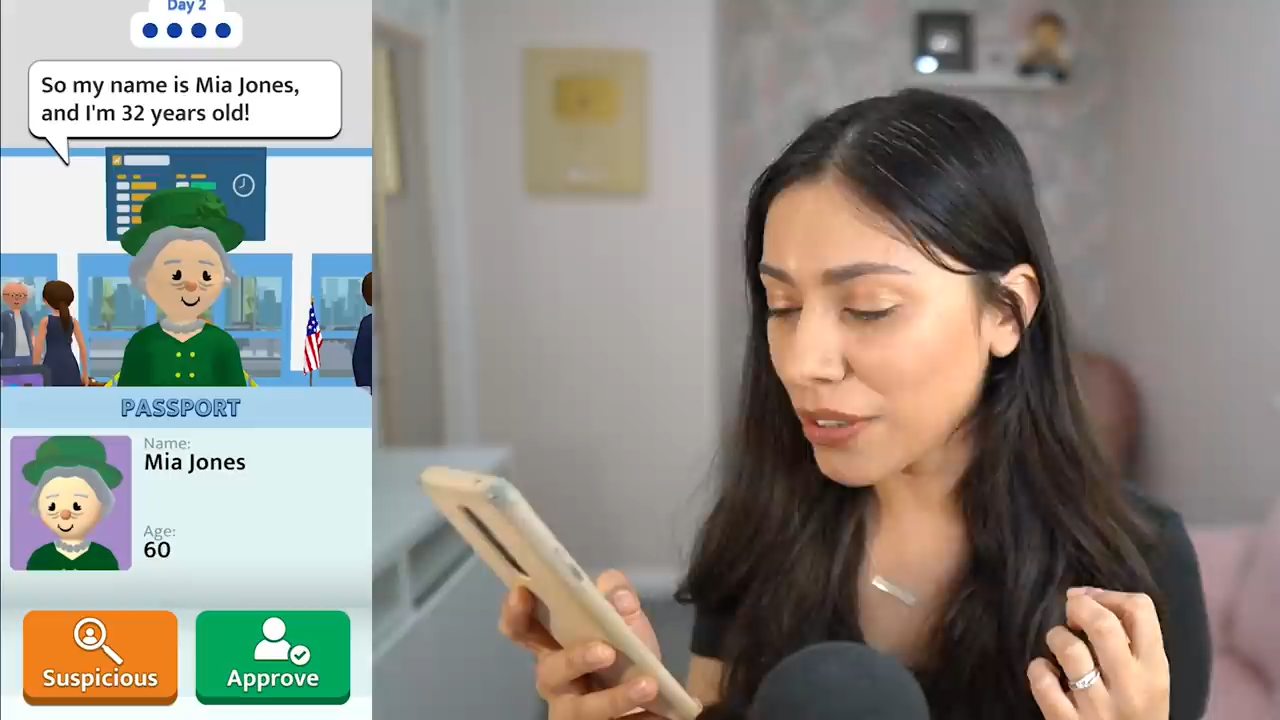 Day 2
So my name is Mia Jones,
and I'm 32 years old!
PASSPORT
Name:
Mia Jones
Age:
60
Suspicious
Approve